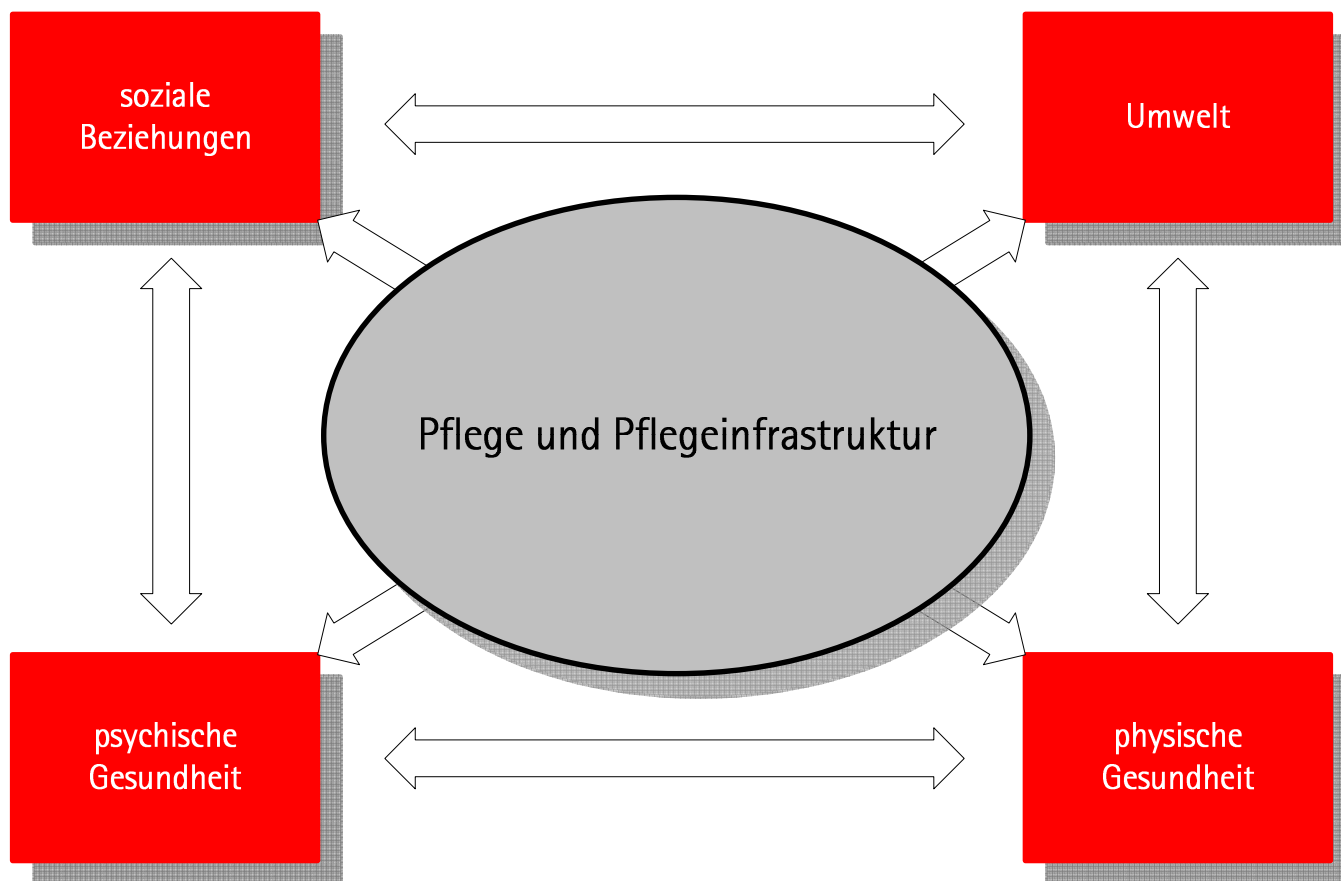 soziale
Beziehungen
Umwelt
Pflege und Pflegeinfrastruktur
psychische
Gesundheit
physische
Gesundheit